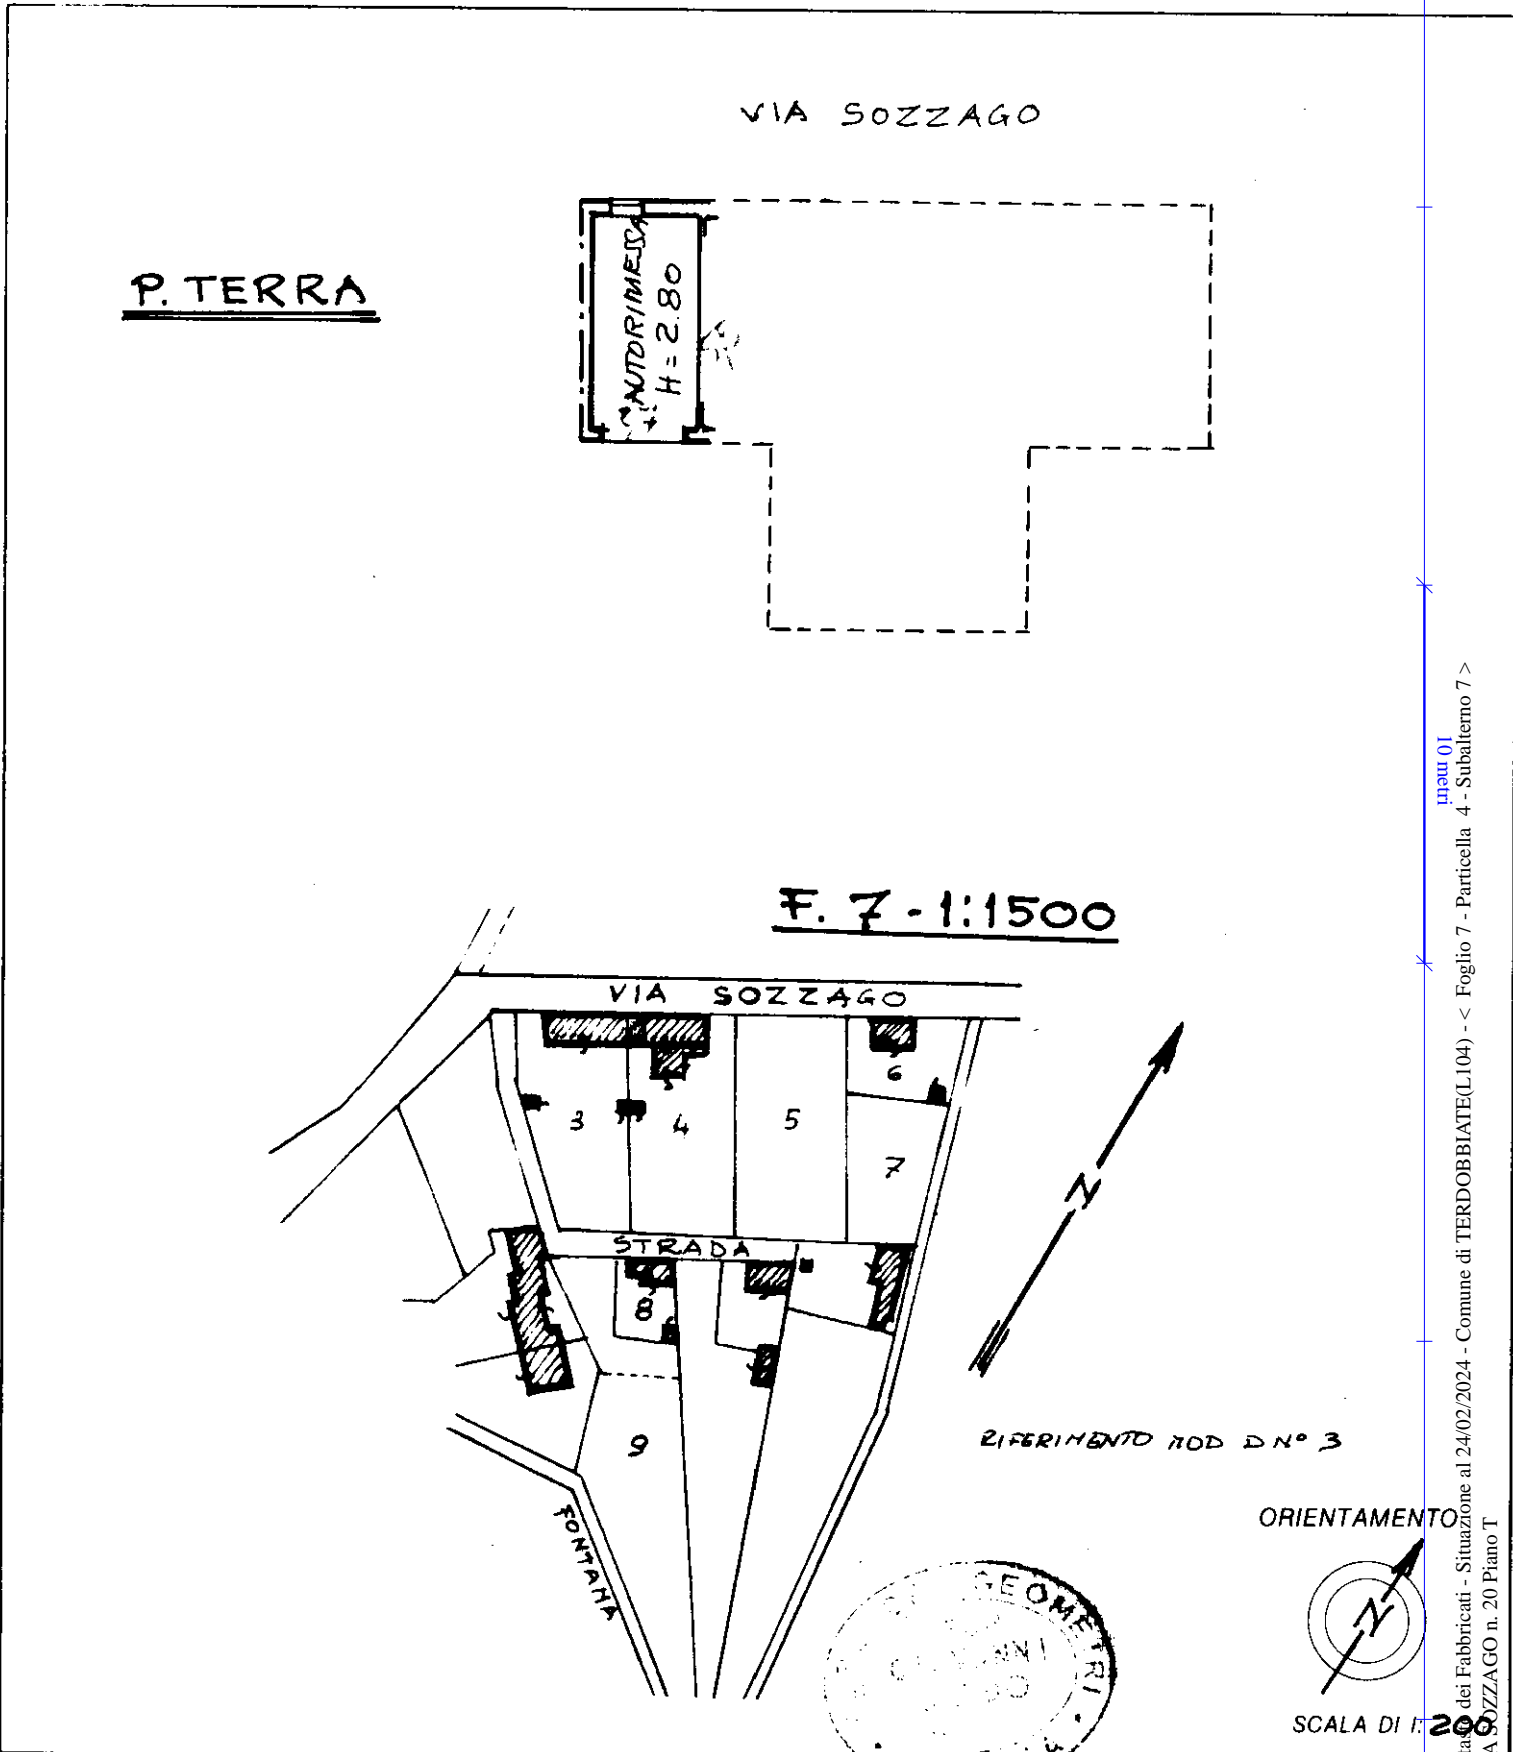 VIA SOZZAGO
P. TERRA
AUTORIMESSA
H = 2.80
F. 7 - 1:1500
VIA SOZZAGO
3
4
5
6
7
STRADA
8
9
FONTANA
N
RIFERIMENTO MOD D N° 3
ORIENTAMENTO
N
SCALA DI 1: 200
GEOMETRI
10 metri
dei Fabbricati - Situazione al 24/02/2024 - Comune di TERDOBBIATE(L104) - < Foglio 7 - Particella 4 - Subalterno 7 >
SOZZAGO n. 20 Piano T